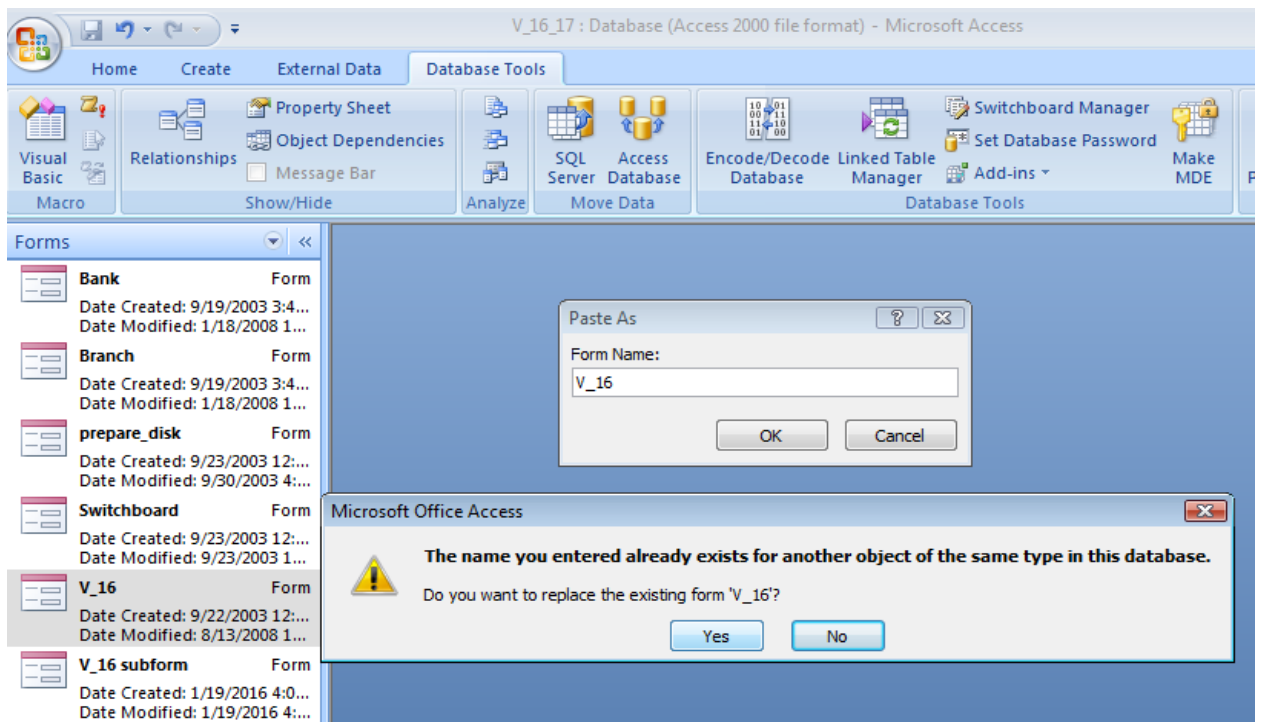 V_16_17 : Database (Access 2000 file format) - Microsoft Access
Home Create External Data Database Tools
Visual Basic
Macro
Relationships
Property Sheet
Object Dependencies
Message Bar
Show/Hide
Analyze
SQL Server
Access Database
Move Data
Encode/Decode Database
Linked Table Manager
Switchboard Manager
Set Database Password
Add-ins
Database Tools
Make MDE
Forms
Bank Form
Date Created: 9/19/2003 3:4...
Date Modified: 1/18/2008 1...
Branch Form
Date Created: 9/19/2003 3:4...
Date Modified: 1/18/2008 1...
prepare_disk Form
Date Created: 9/23/2003 12:...
Date Modified: 9/30/2003 4:...
Switchboard Form
Date Created: 9/23/2003 12:...
Date Modified: 9/23/2003 1...
V_16 Form
Date Created: 9/22/2003 12:...
Date Modified: 8/13/2008 1...
V_16 subform Form
Date Created: 1/19/2016 4:0...
Date Modified: 1/19/2016 4:...
Paste As
Form Name:
V_16
OK Cancel
Microsoft Office Access
The name you entered already exists for another object of the same type in this database.
Do you want to replace the existing form 'V_16'?
Yes No